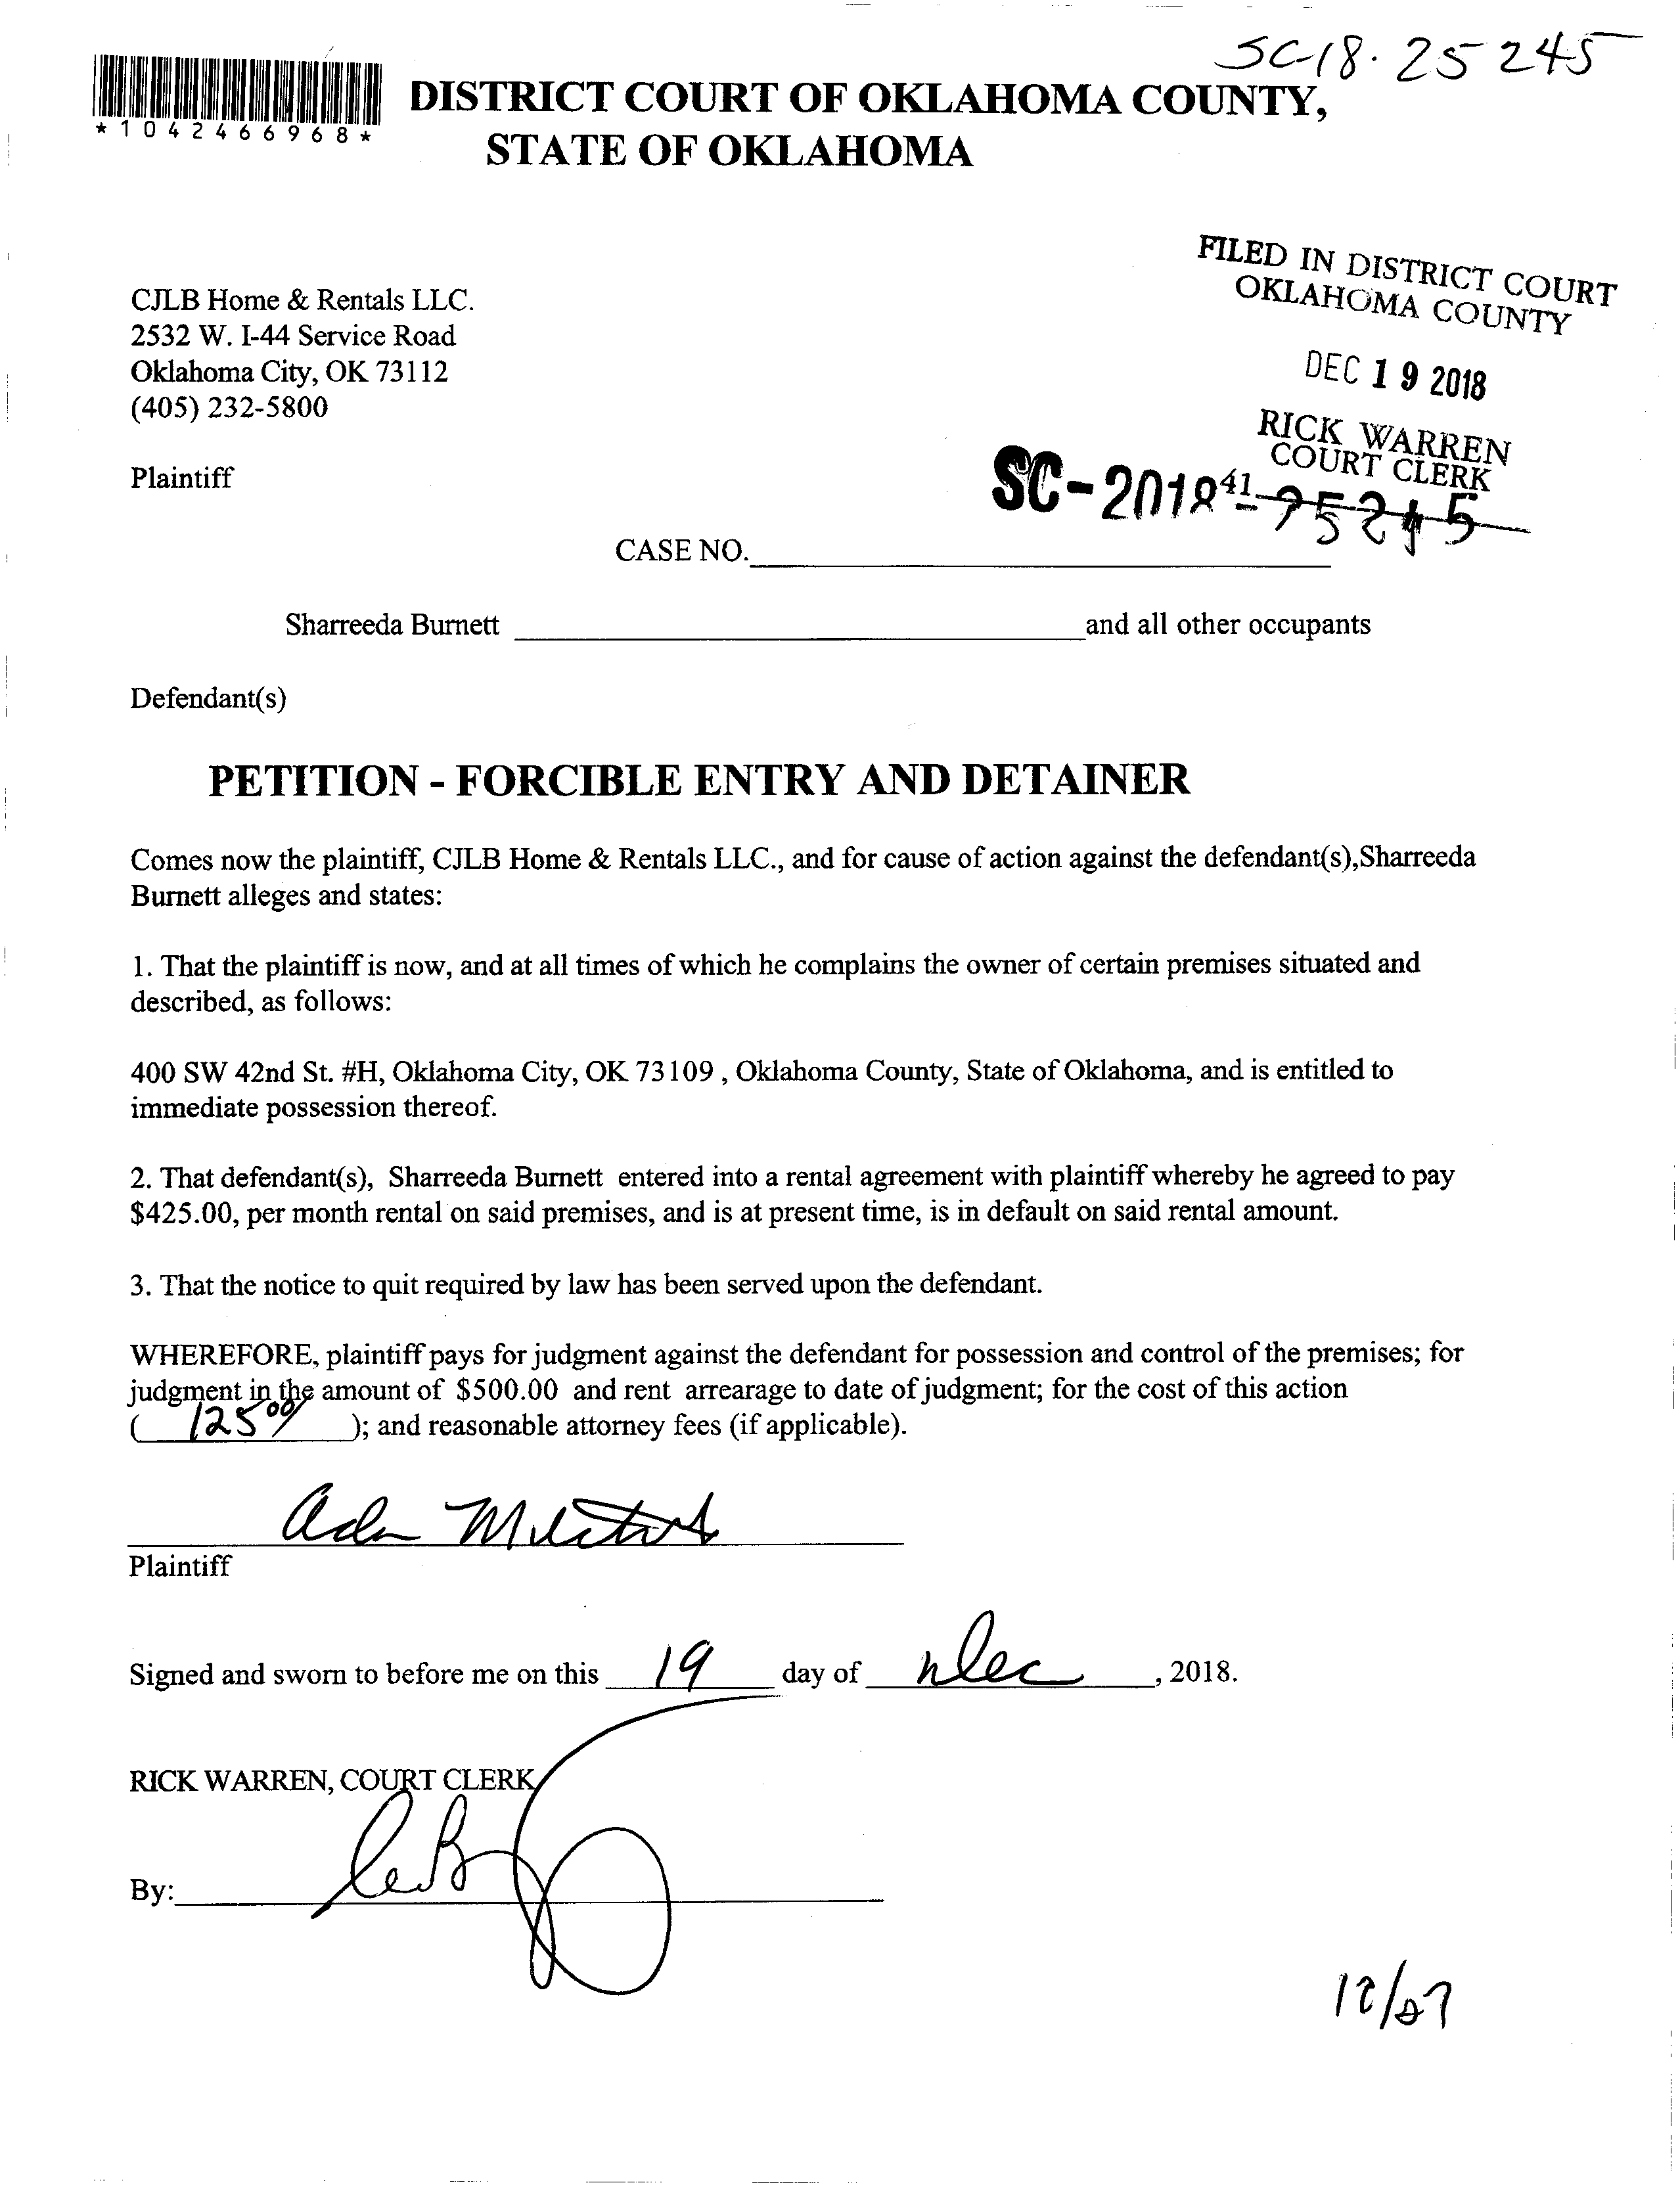 SC-18-25245
*1042466968*
DISTRICT COURT OF OKLAHOMA COUNTY,
STATE OF OKLAHOMA
FILED IN DISTRICT COURT
OKLAHOMA COUNTY
DEC 19 2018
RICK WARREN
COURT CLERK
41
CJLB Home & Rentals LLC.
2532 W. I-44 Service Road
Oklahoma City, OK 73112
(405) 232-5800
Plaintiff
SC-2018-25245
CASE NO.
Sharreeda Burnett and all other occupants
Defendant(s)
PETITION - FORCIBLE ENTRY AND DETAINER
Comes now the plaintiff, CJLB Home & Rentals LLC., and for cause of action against the defendant(s),Sharreeda
Burnett alleges and states:
1. That the plaintiff is now, and at all times of which he complains the owner of certain premises situated and
described, as follows:
400 SW 42nd St. #H, Oklahoma City, OK 73109 , Oklahoma County, State of Oklahoma, and is entitled to
immediate possession thereof.
2. That defendant(s), Sharreeda Burnett entered into a rental agreement with plaintiff whereby he agreed to pay
$425.00, per month rental on said premises, and is at present time, is in default on said rental amount.
3. That the notice to quit required by law has been served upon the defendant.
WHEREFORE, plaintiff pays for judgment against the defendant for possession and control of the premises; for
judgment in the amount of $500.00 and rent arrearage to date of judgment; for the cost of this action
( 125 00 ); and reasonable attorney fees (if applicable).
Plaintiff
Signed and sworn to before me on this 19 day of Dec , 2018.
RICK WARREN, COURT CLERK
By:
12/27